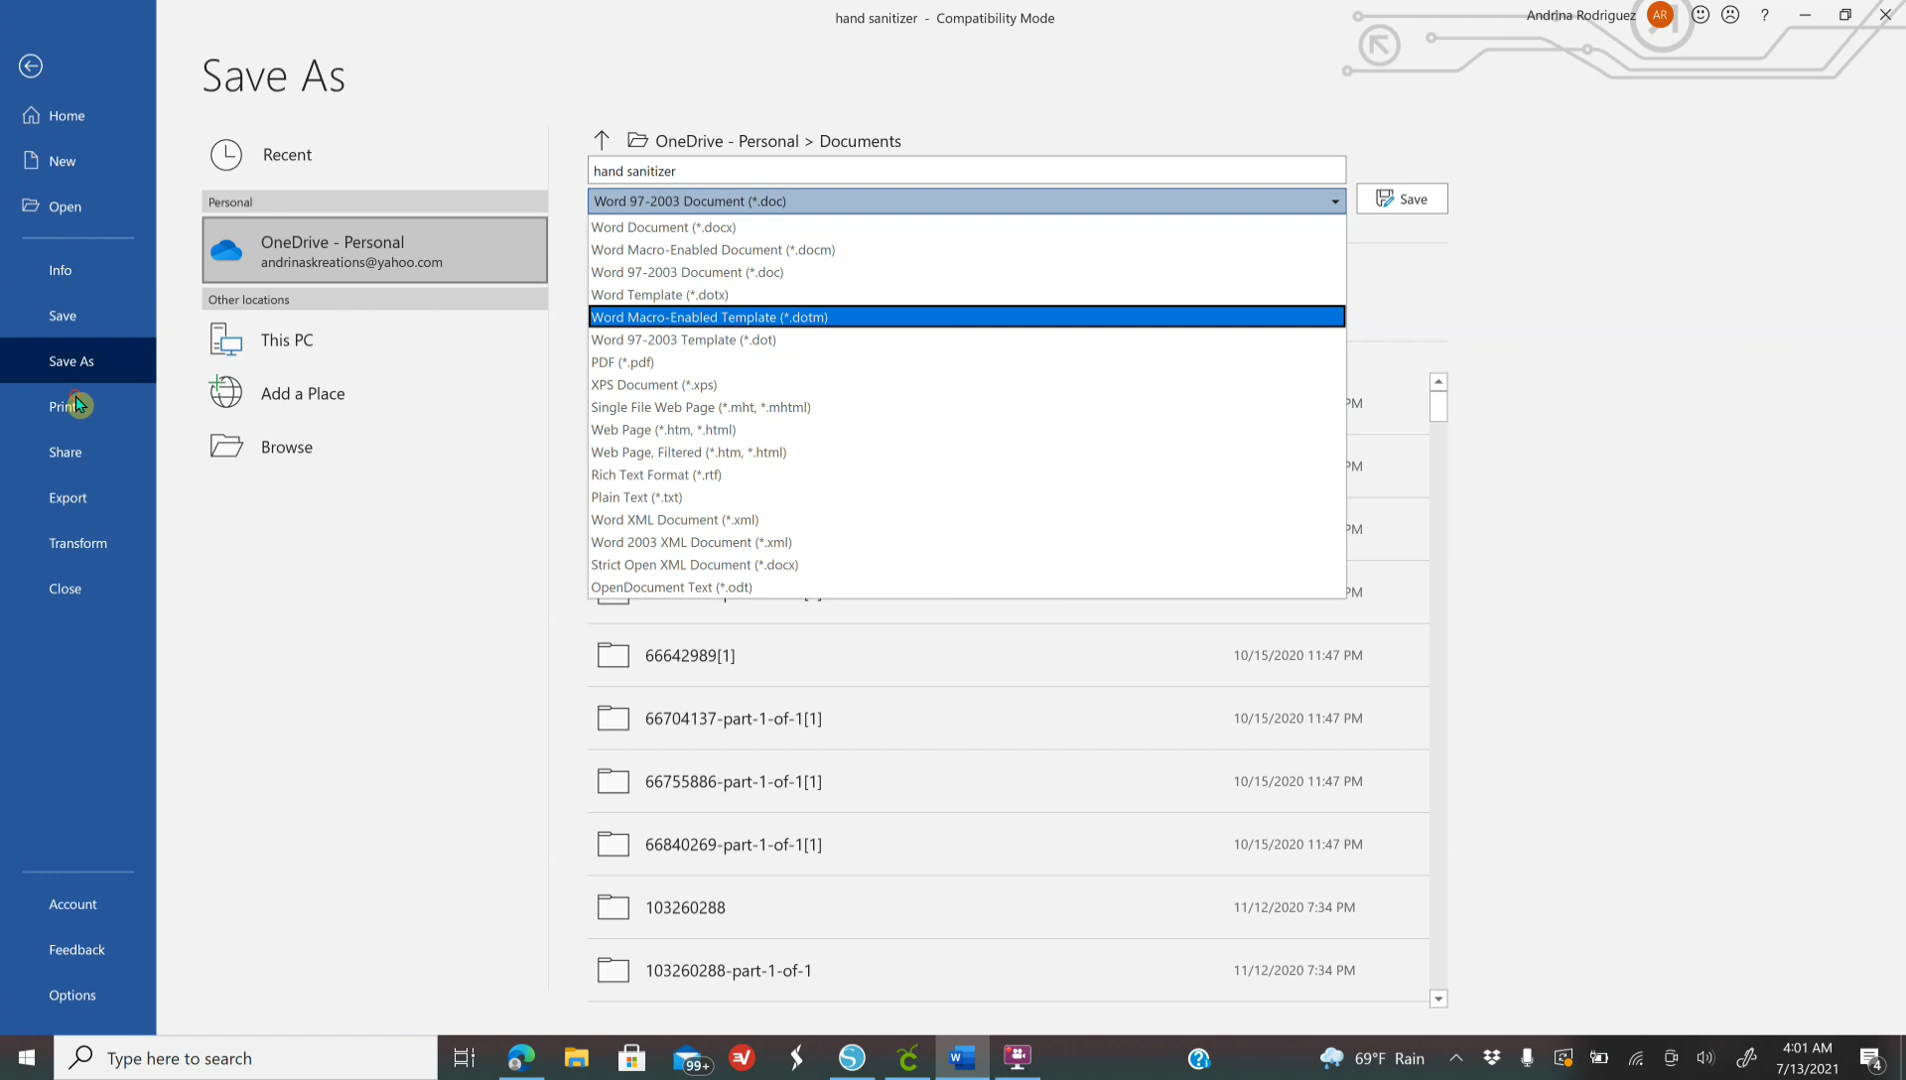 hand sanitizer - Compatibility Mode
Andrina Rodriguez AR ?
Save As
Home
New
Open
Info
Save
Save As
Print
Share
Export
Transform
Close
Account
Feedback
Options
Recent
Personal
OneDrive - Personal
andrinaskreations@yahoo.com
Other locations
This PC
Add a Place
Browse
OneDrive - Personal > Documents
hand sanitizer
Word 97-2003 Document (*.doc)
Save
Word Document (*.docx)
Word Macro-Enabled Document (*.docm)
Word 97-2003 Document (*.doc)
Word Template (*.dotx)
Word Macro-Enabled Template (*.dotm)
Word 97-2003 Template (*.dot)
PDF (*.pdf)
XPS Document (*.xps)
Single File Web Page (*.mht, *.mhtml)
PM
Web Page (*.htm, *.html)
Web Page, Filtered (*.htm, *.html)
PM
Rich Text Format (*.rtf)
Plain Text (*.txt)
Word XML Document (*.xml)
PM
Word 2003 XML Document (*.xml)
Strict Open XML Document (*.docx)
OpenDocument Text (*.odt)
PM
66642989[1] 10/15/2020 11:47 PM
66704137-part-1-of-1[1] 10/15/2020 11:47 PM
66755886-part-1-of-1[1] 10/15/2020 11:47 PM
66840269-part-1-of-1[1] 10/15/2020 11:47 PM
103260288 11/12/2020 7:34 PM
103260288-part-1-of-1 11/12/2020 7:34 PM
Type here to search
99+
69°F Rain
4:01 AM
7/13/2021
4